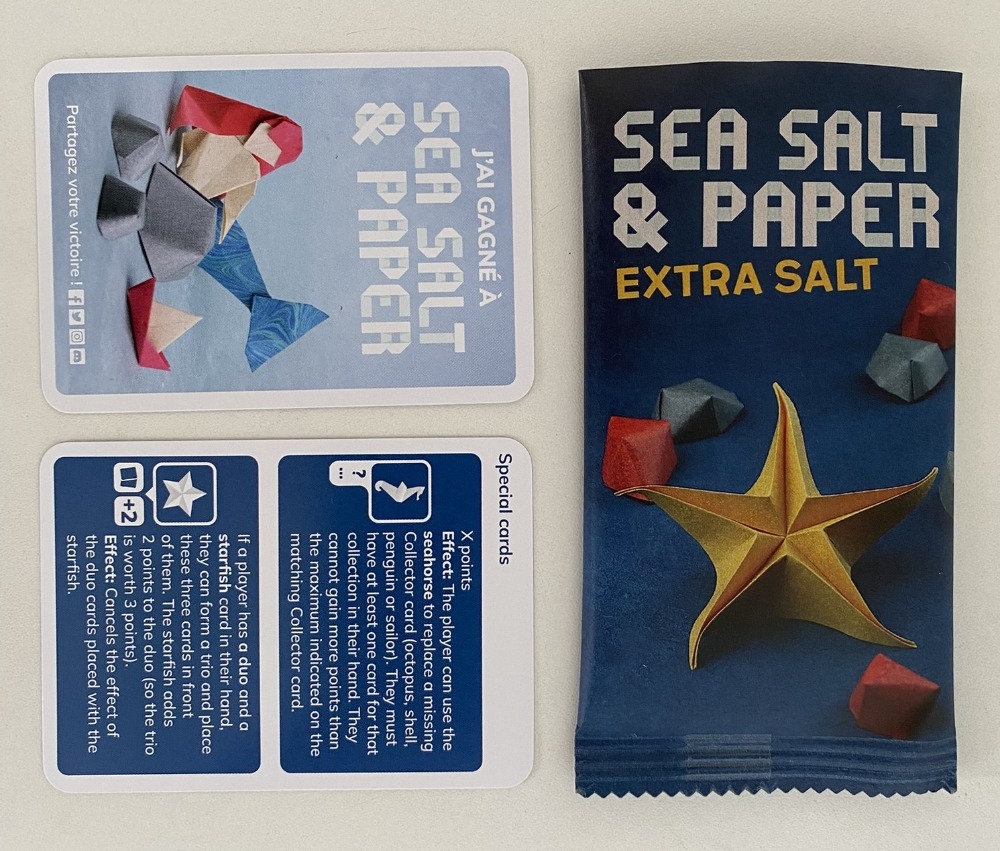 J'AI GAGNÉ À
SEA SALT
& PAPER
Partagez votre victoire !
Special cards
X points
Effect: The player can use the
seahorse to replace a missing
Collector card (octopus, shell,
penguin or sailor). They must
have at least one card for that
collection in their hand. They
cannot gain more points than
the maximum indicated on the
matching Collector card.
?
...
If a player has a duo and a
starfish card in their hand,
they can form a trio and place
these three cards in front
of them. The starfish adds
2 points to the duo (so the trio
is worth 3 points).
Effect: Cancels the effect of
the duo cards placed with the
starfish.
+2
SEA SALT
& PAPER
EXTRA SALT